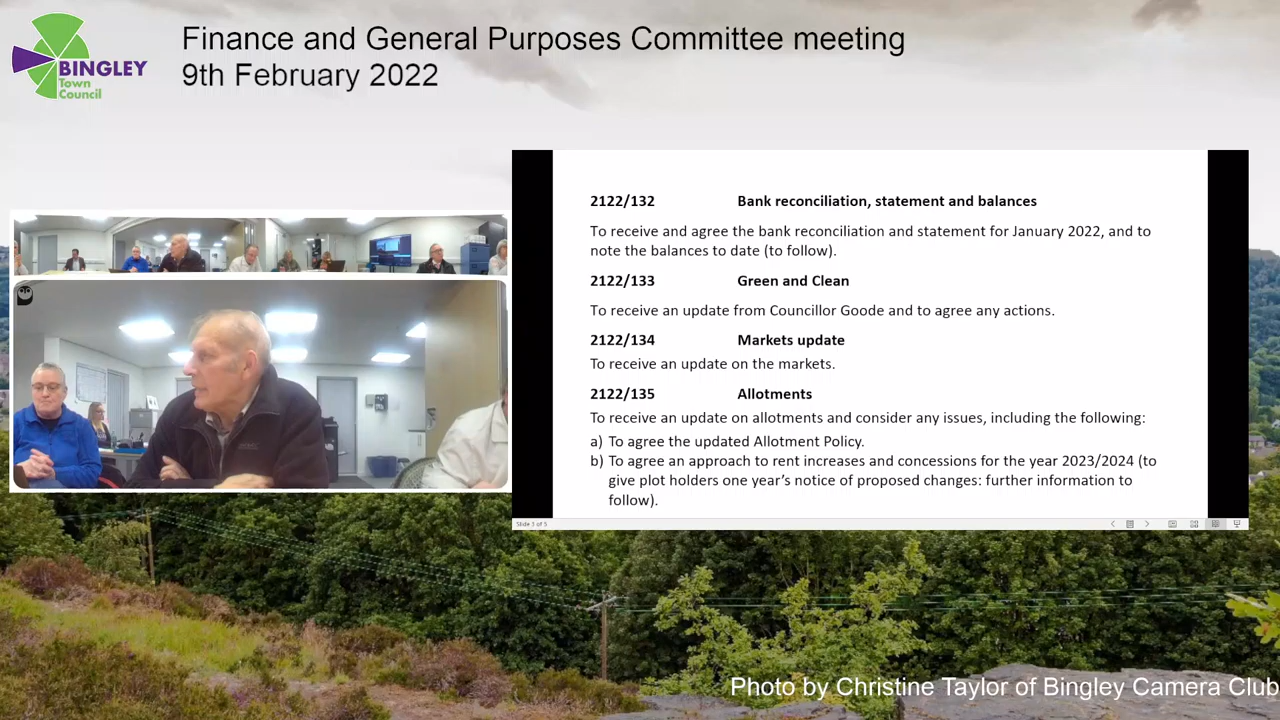 BINGLEY
Town
Council
Finance and General Purposes Committee meeting
9th February 2022
2122/132 Bank reconciliation, statement and balances
To receive and agree the bank reconciliation and statement for January 2022, and to
note the balances to date (to follow).
2122/133 Green and Clean
To receive an update from Councillor Goode and to agree any actions.
2122/134 Markets update
To receive an update on the markets.
2122/135 Allotments
To receive an update on allotments and consider any issues, including the following:
a) To agree the updated Allotment Policy.
b) To agree an approach to rent increases and concessions for the year 2023/2024 (to
give plot holders one year’s notice of proposed changes: further information to
follow).
Slide 3 of 5
Photo by Christine Taylor of Bingley Camera Club